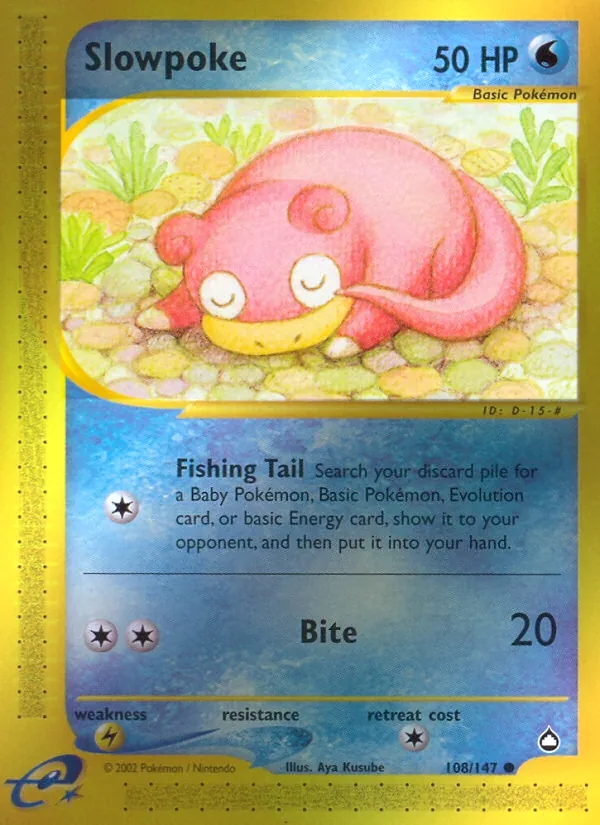 Slowpoke 50 HP
Basic Pokémon
ID: D-15-#
Fishing Tail Search your discard pile for
a Baby Pokémon, Basic Pokémon, Evolution
card, or basic Energy card, show it to your
opponent, and then put it into your hand.
Bite 20
weakness resistance retreat cost
© 2002 Pokémon / Nintendo Illus. Aya Kusube 108/147
e